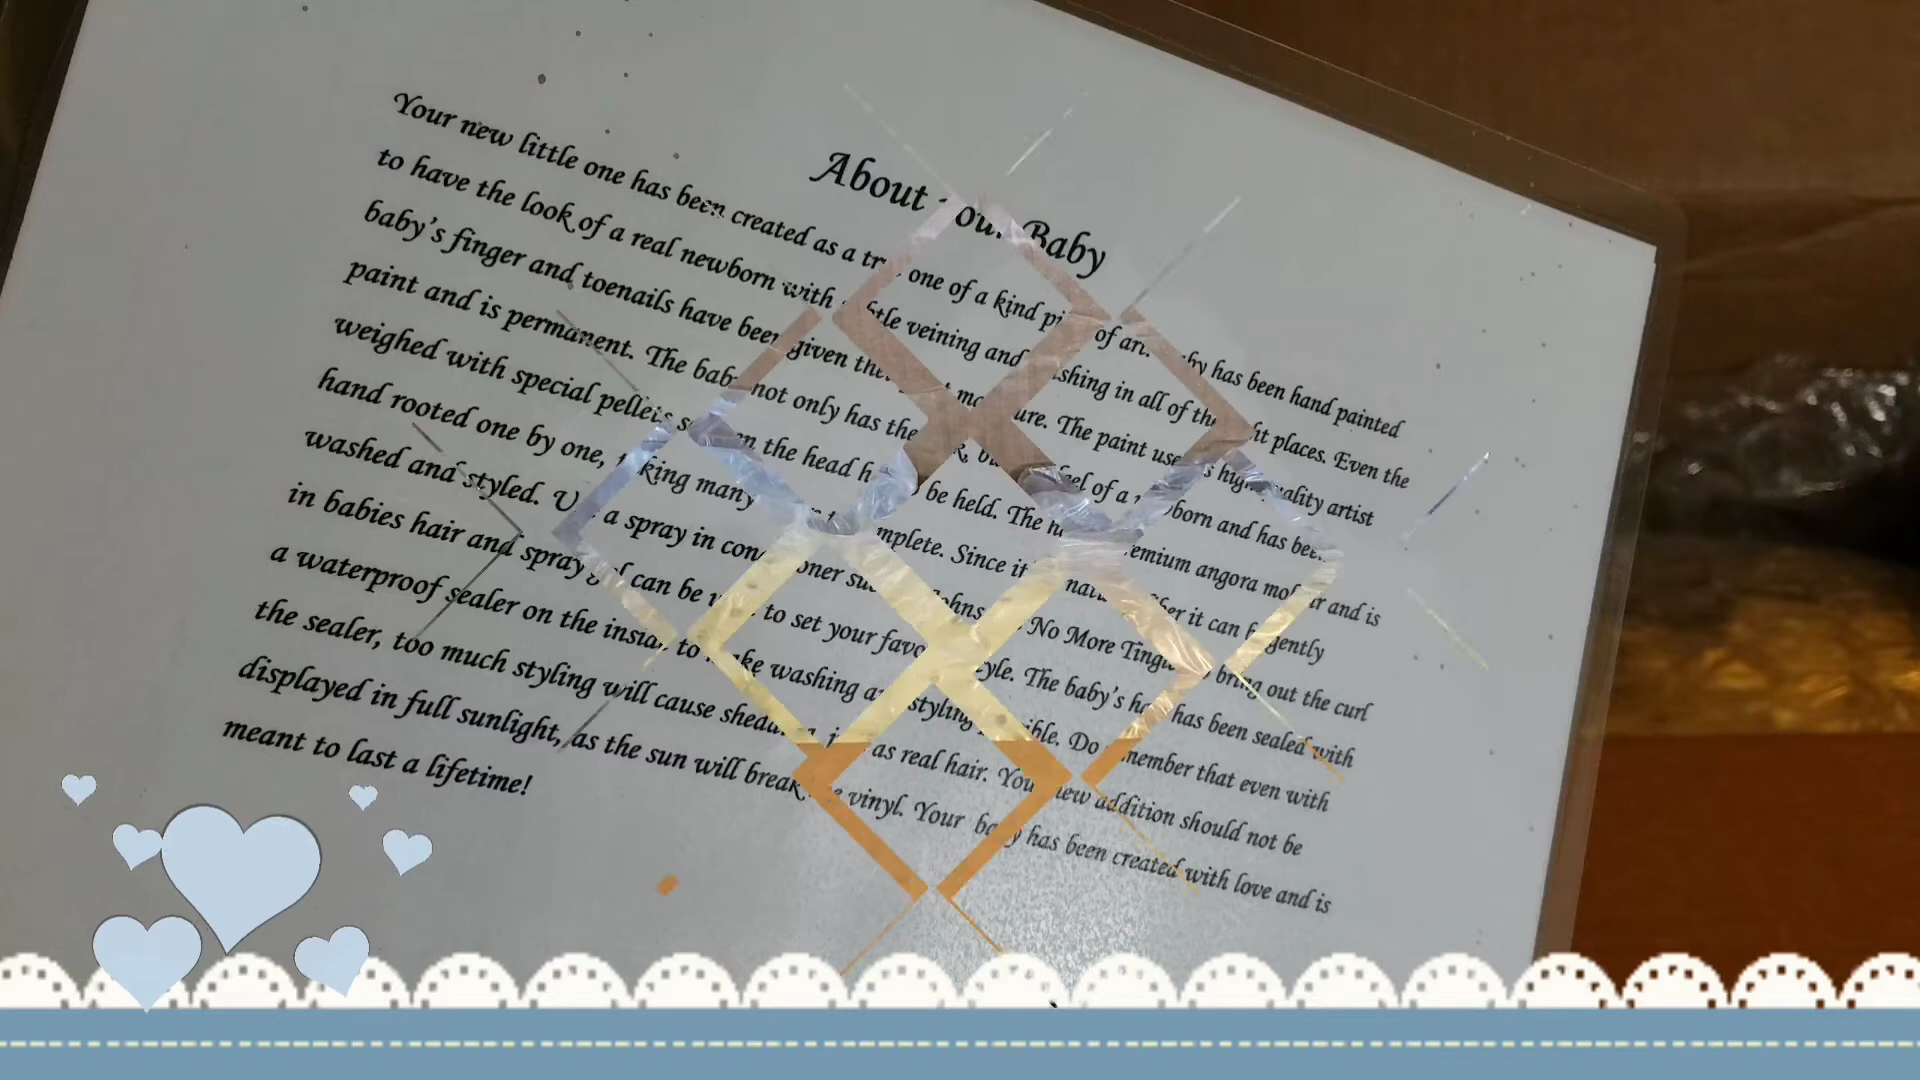 About Baby
Your new little one has been created as a true one of a kind piece of art. Baby has been hand painted
to have the look of a real newborn with subtle veining and blushing in all of the right places. Even the
baby's finger and toenails have been given The paint used is high quality artist
paint and is permanent. The baby not only has the look, but feel of a newborn and has been
weighed with special pellets so the head be held. The premium angora mohair and is
hand rooted one by one, taking many complete. Since it natural fiber it can be gently
washed and styled. Use a spray in conditioner such Johns No More Tingles to bring out the curl
in babies hair and spray gel can be used to set your favorite style. The baby's has been sealed with
a waterproof sealer on the inside to make washing and styling possible. Do remember that even with
the sealer, too much styling will cause shedding, as real hair. Your new addition should not be
displayed in full sunlight, as the sun will break the vinyl. Your baby has been created with love and is
meant to last a lifetime!